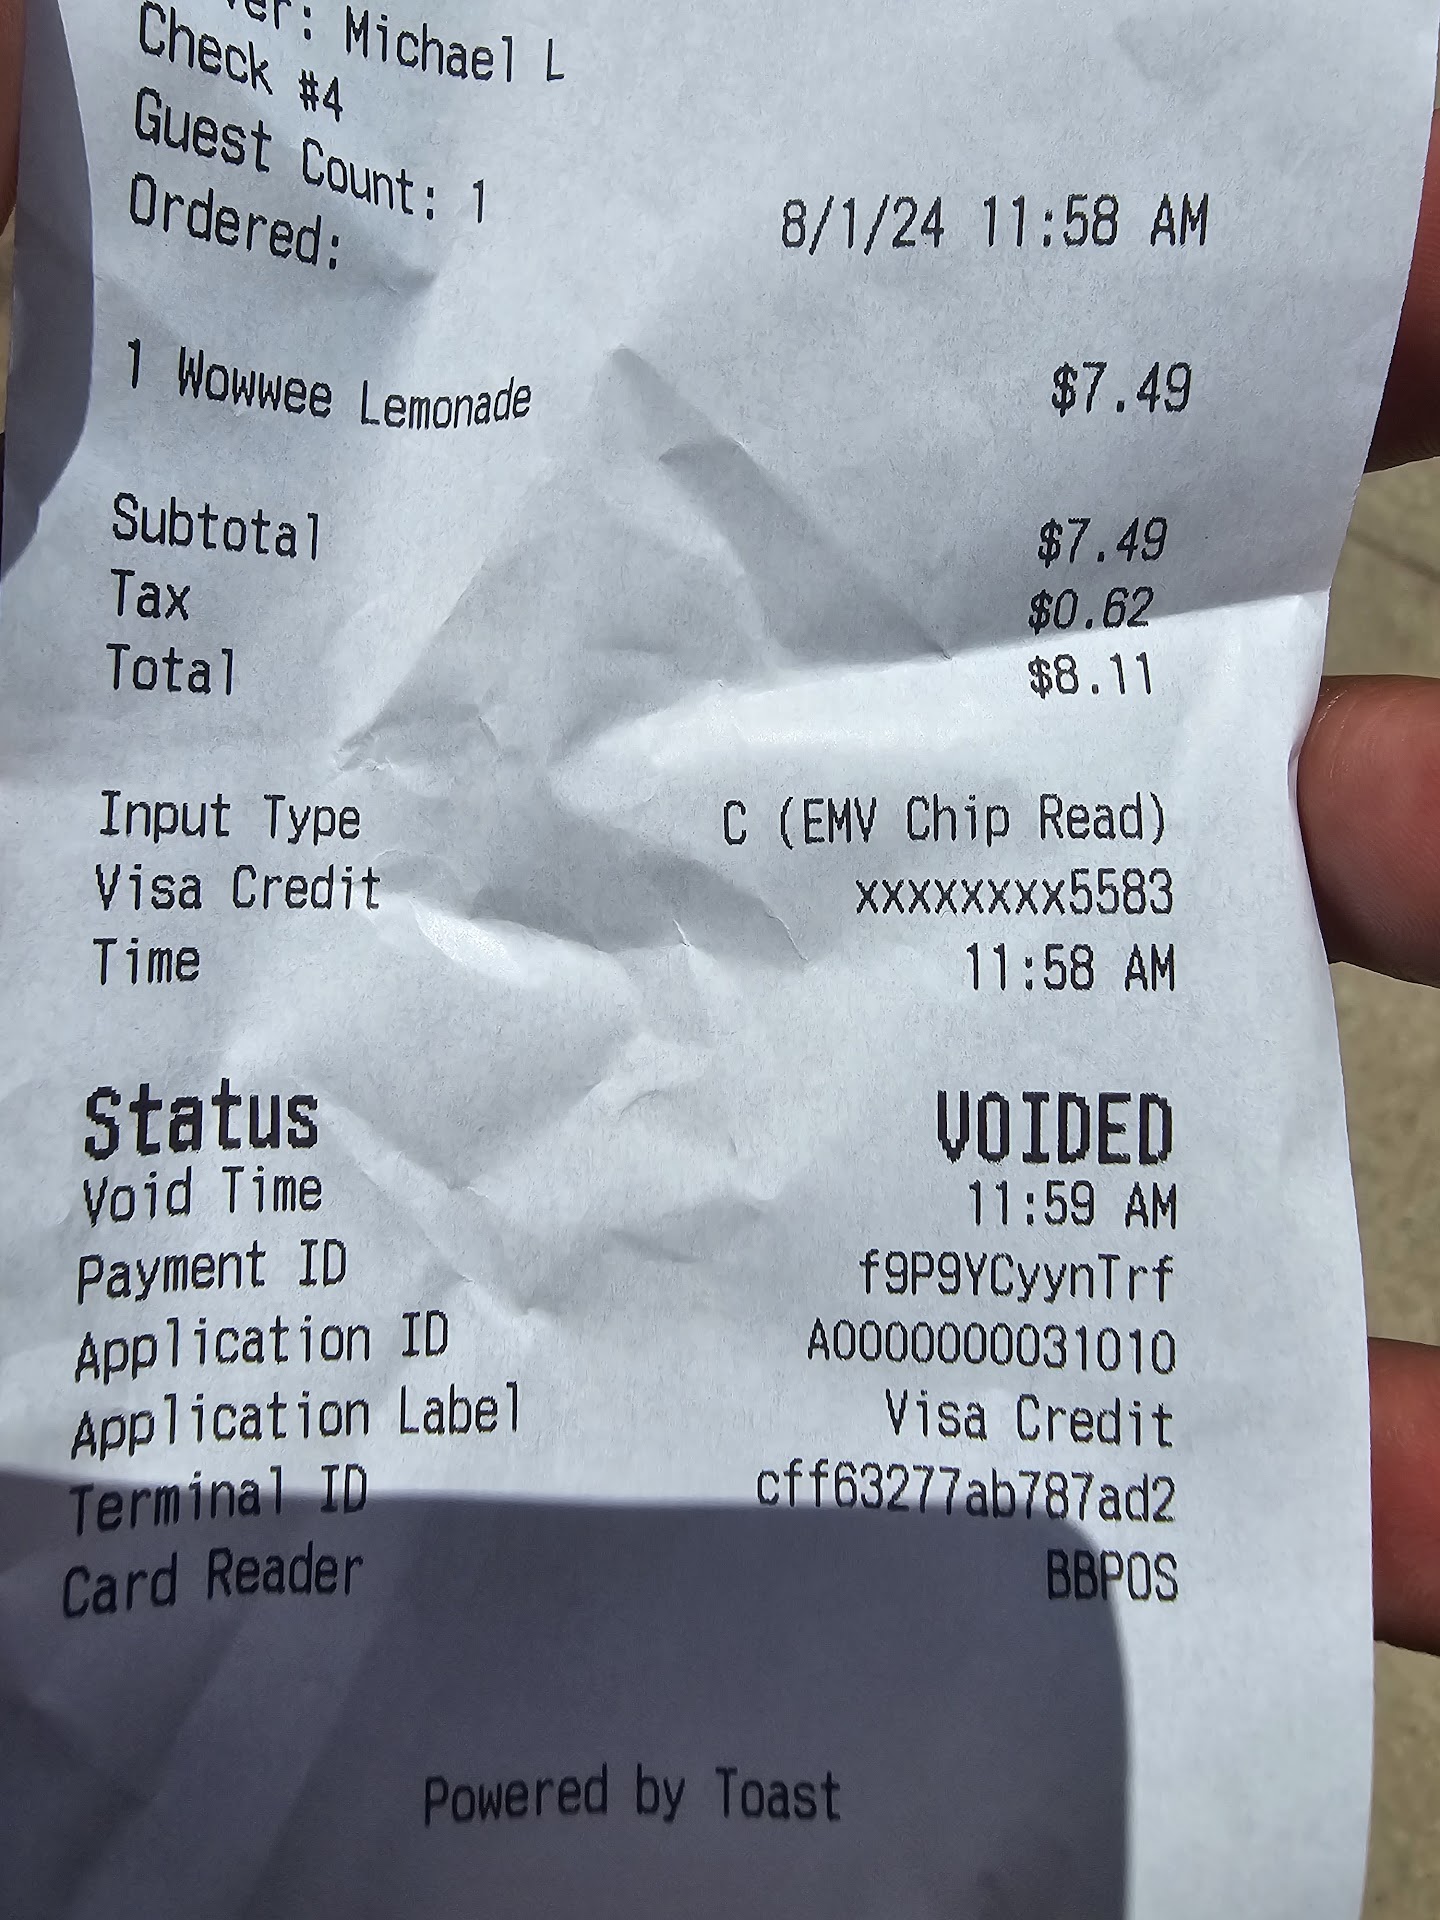 ver: Michael L
Check #4
Guest Count: 1
Ordered: 8/1/24 11:58 AM
1 Wowwee Lemonade $7.49
Subtotal $7.49
Tax $0.62
Total $8.11
Input Type C (EMV Chip Read)
Visa Credit xxxxxxxx5583
Time 11:58 AM
Status VOIDED
Void Time 11:59 AM
Payment ID f9P9YCyynTrf
Application ID A0000000031010
Application Label Visa Credit
Terminal ID cff63277ab787ad2
Card Reader BBPOS
Powered by Toast